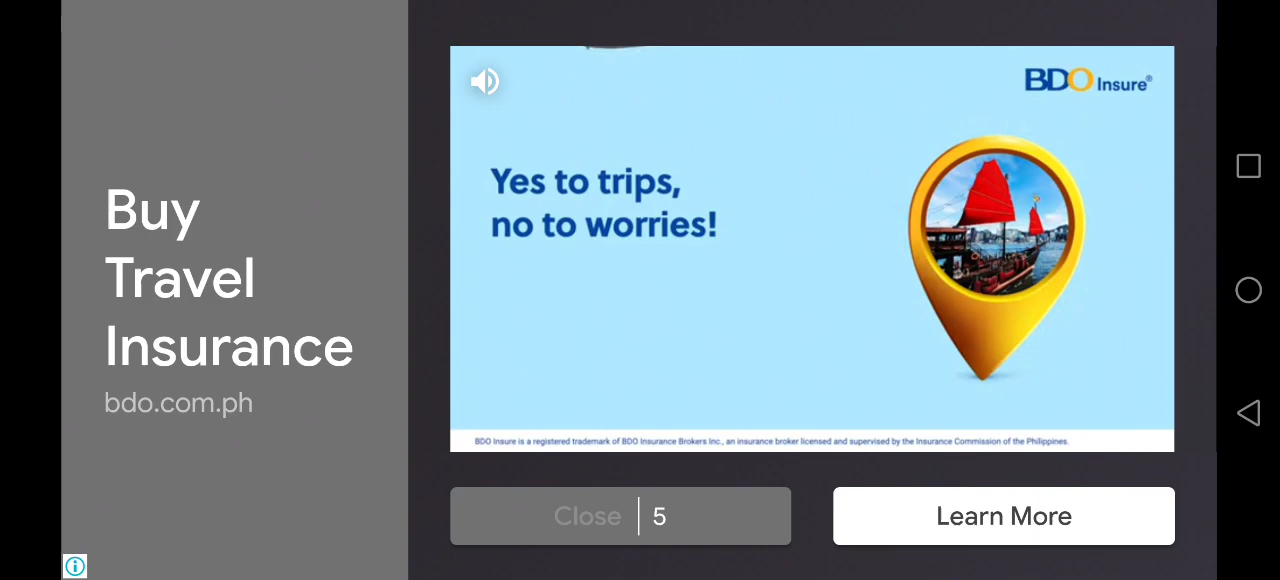 Buy
Travel
Insurance
bdo.com.ph
BDO Insure®
Yes to trips,
no to worries!
BDO Insure is a registered trademark of BDO Insurance Brokers Inc., an insurance broker licensed and supervised by the Insurance Commission of the Philippines.
Close | 5
Learn More